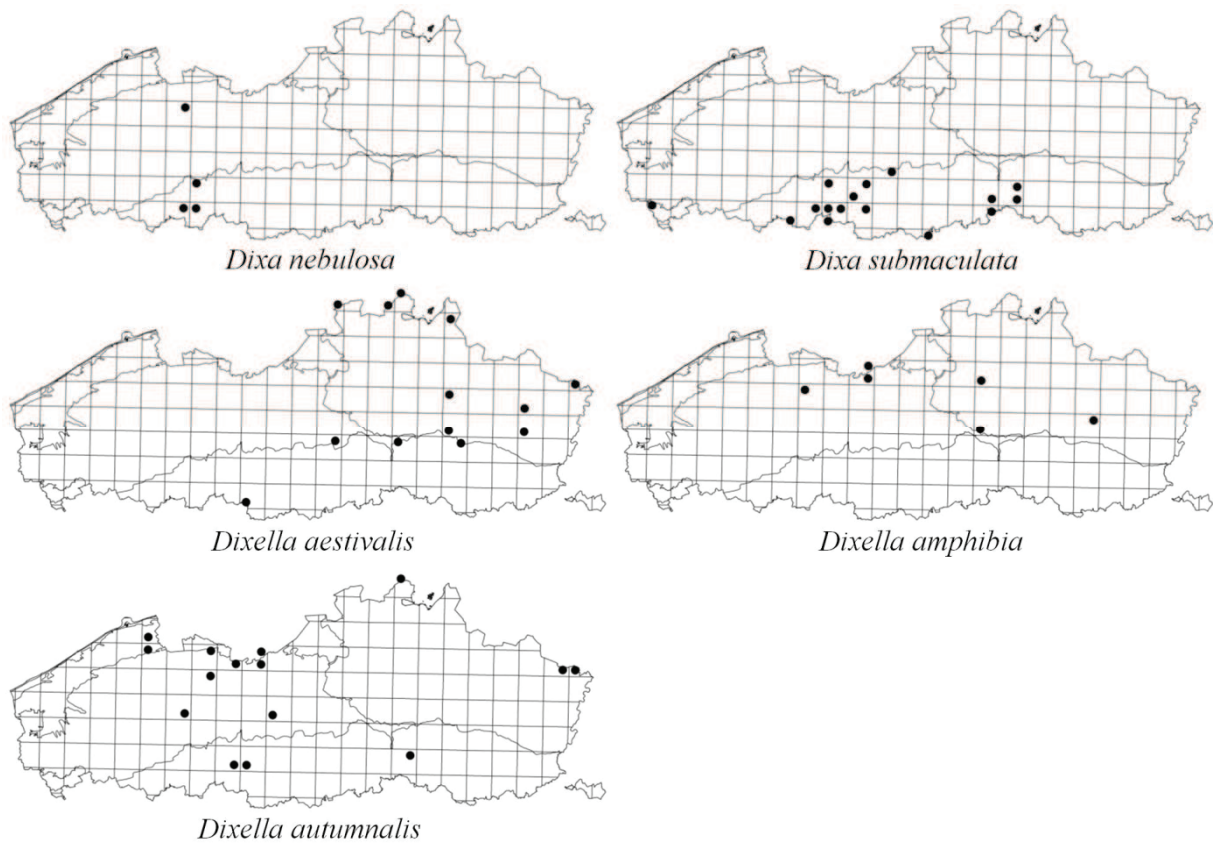 Dixa nebulosa
Dixa submaculata
Dixella aestivalis
Dixella amphibia
Dixella autumnalis